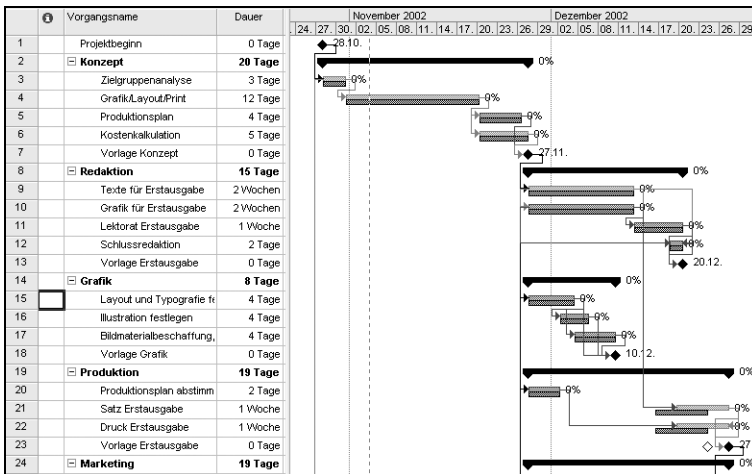 Vorgangsname Dauer November 2002 Dezember 2002
24. 27. 30. 02. 05. 08. 11. 14. 17. 20. 23. 26. 29. 02. 05. 08. 11. 14. 17. 20. 23. 26. 29
1 Projektbeginn 0 Tage 28.10.
2 Konzept 20 Tage 0%
3 Zielgruppenanalyse 3 Tage 0%
4 Grafik/Layout/Print 12 Tage 0%
5 Produktionsplan 4 Tage 0%
6 Kostenkalkulation 5 Tage 0%
7 Vorlage Konzept 0 Tage 27.11.
8 Redaktion 15 Tage 0%
9 Texte für Erstausgabe 2 Wochen 0%
10 Grafik für Erstausgabe 2 Wochen 0%
11 Lektorat Erstausgabe 1 Woche 0%
12 Schlussredaktion 2 Tage 0%
13 Vorlage Erstausgabe 0 Tage 20.12.
14 Grafik 8 Tage 0%
15 Layout und Typografie fe 4 Tage 0%
16 Illustration festlegen 4 Tage 0%
17 Bildmaterialbeschaffung, 4 Tage 0%
18 Vorlage Grafik 0 Tage 10.12.
19 Produktion 19 Tage 0%
20 Produktionsplan abstimm 2 Tage 0%
21 Satz Erstausgabe 1 Woche 0%
22 Druck Erstausgabe 1 Woche 0%
23 Vorlage Erstausgabe 0 Tage 27
24 Marketing 19 Tage 0%